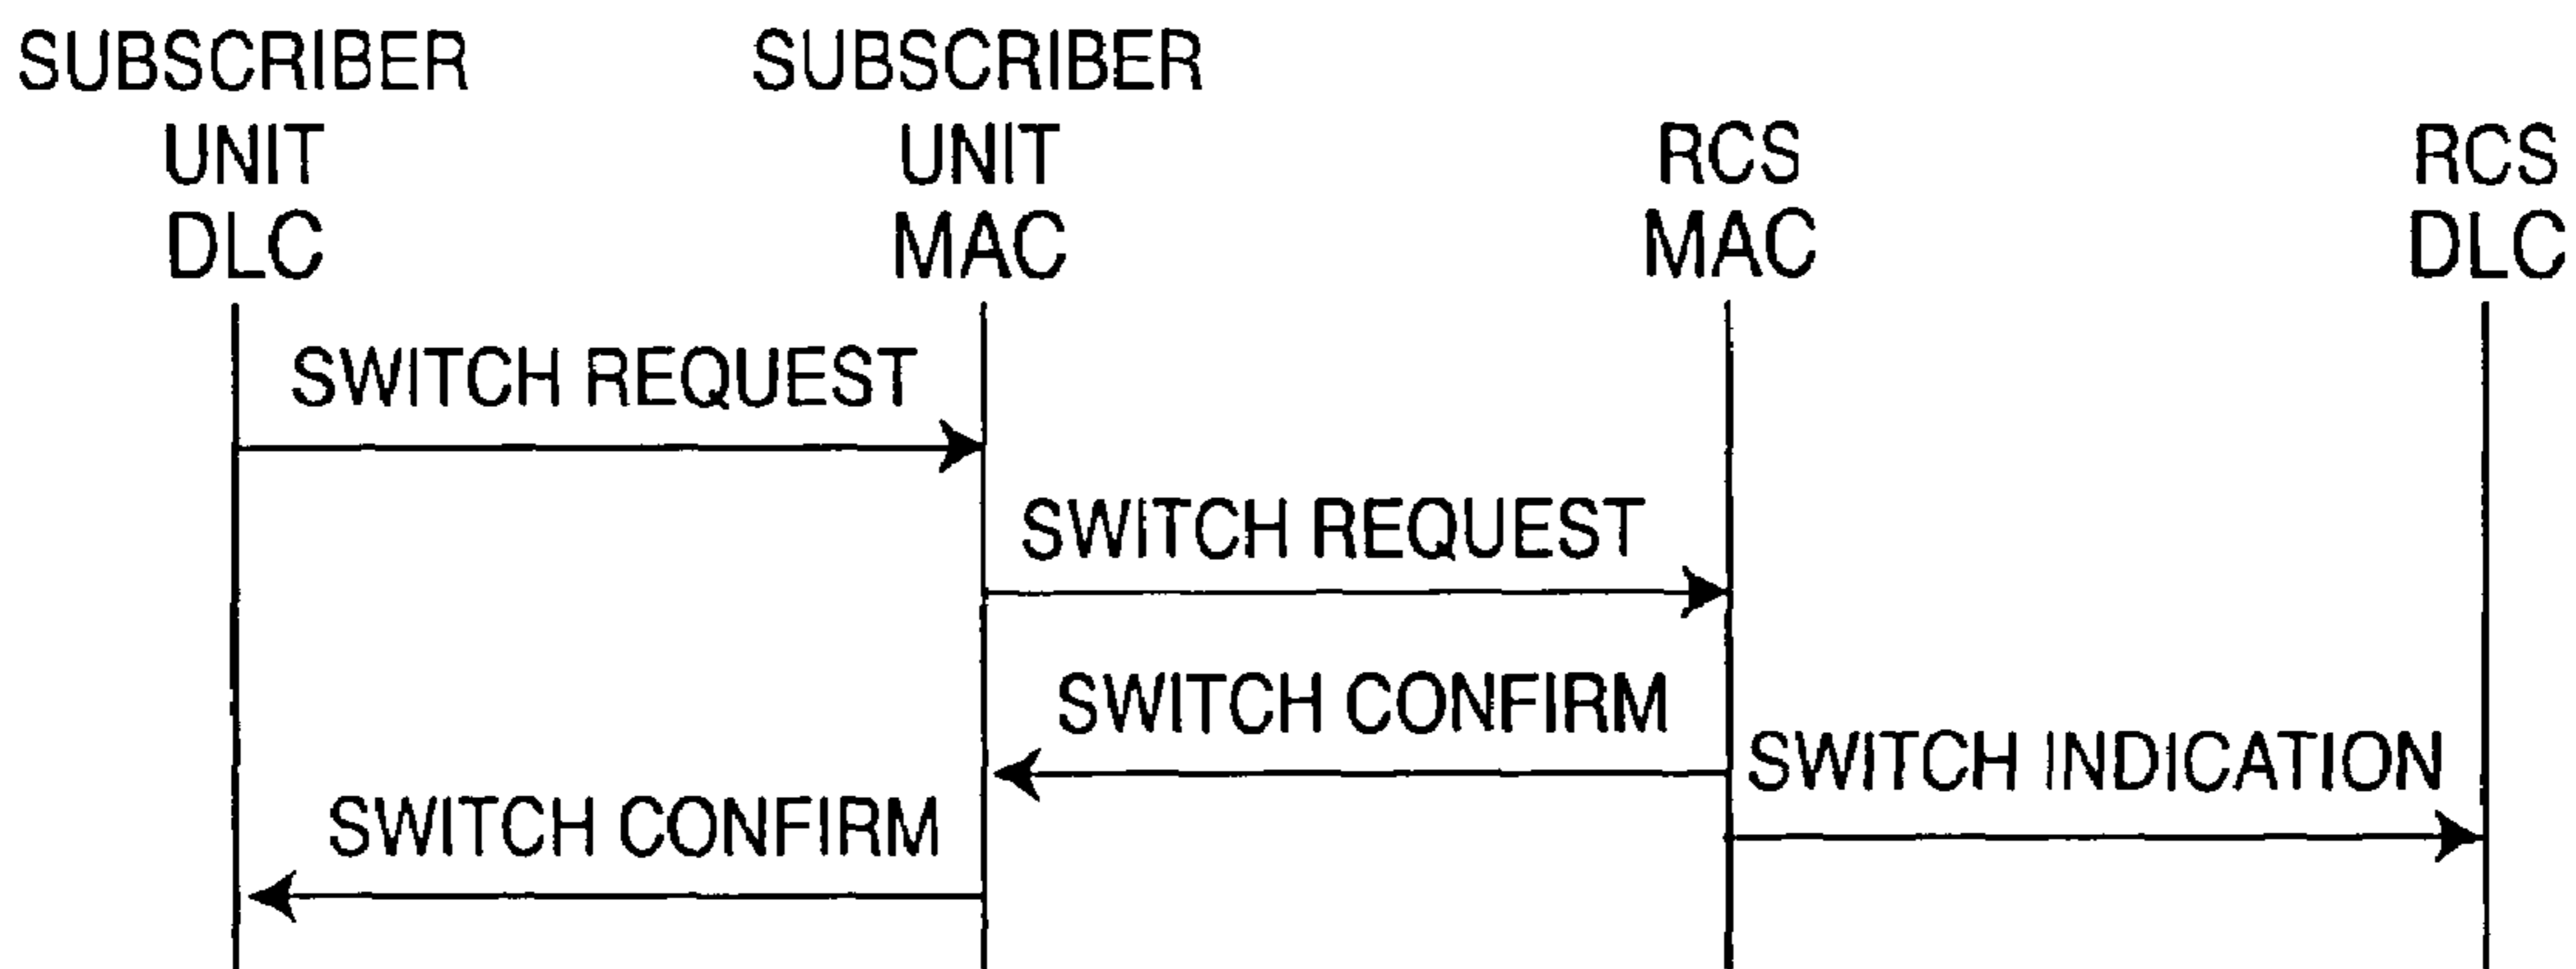 SUBSCRIBER
UNIT
DLC
SUBSCRIBER
UNIT
MAC
RCS
MAC
RCS
DLC
SWITCH REQUEST
SWITCH REQUEST
SWITCH CONFIRM
SWITCH INDICATION
SWITCH CONFIRM